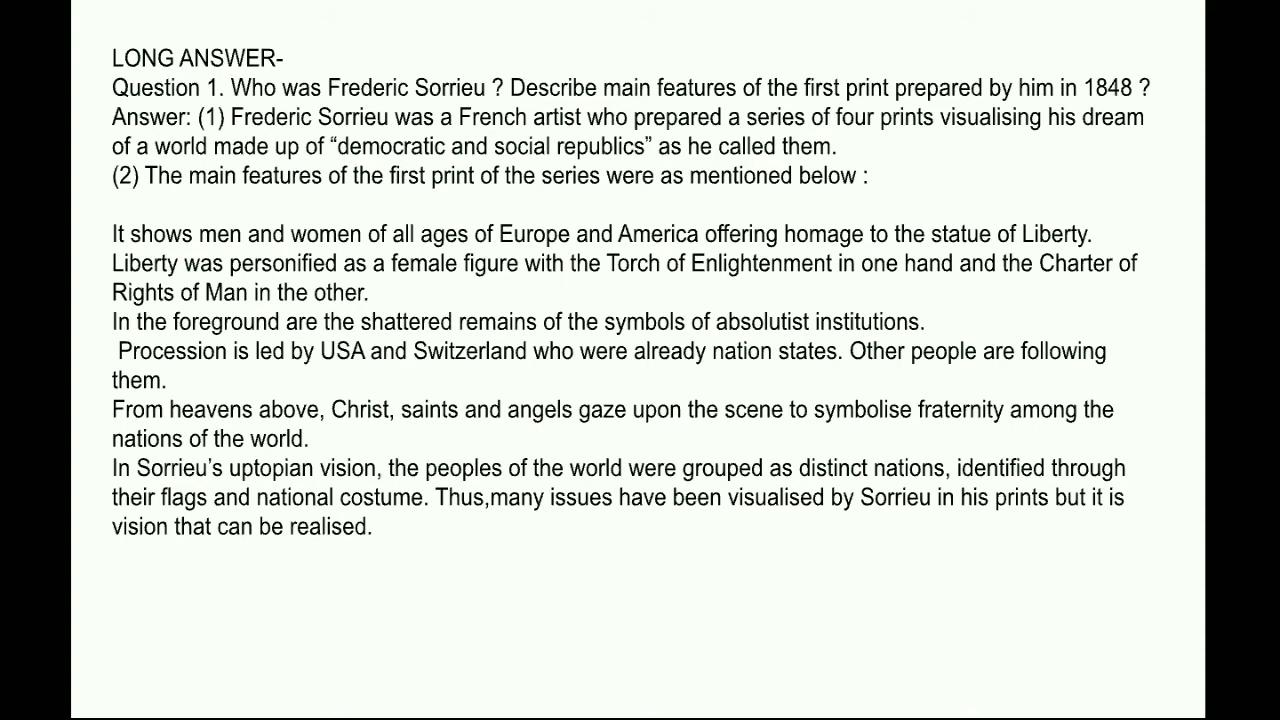 LONG ANSWER-
Question 1. Who was Frederic Sorrieu ? Describe main features of the first print prepared by him in 1848 ?
Answer: (1) Frederic Sorrieu was a French artist who prepared a series of four prints visualising his dream
of a world made up of “democratic and social republics” as he called them.
(2) The main features of the first print of the series were as mentioned below :
It shows men and women of all ages of Europe and America offering homage to the statue of Liberty.
Liberty was personified as a female figure with the Torch of Enlightenment in one hand and the Charter of
Rights of Man in the other.
In the foreground are the shattered remains of the symbols of absolutist institutions.
Procession is led by USA and Switzerland who were already nation states. Other people are following
them.
From heavens above, Christ, saints and angels gaze upon the scene to symbolise fraternity among the
nations of the world.
In Sorrieu’s uptopian vision, the peoples of the world were grouped as distinct nations, identified through
their flags and national costume. Thus,many issues have been visualised by Sorrieu in his prints but it is
vision that can be realised.